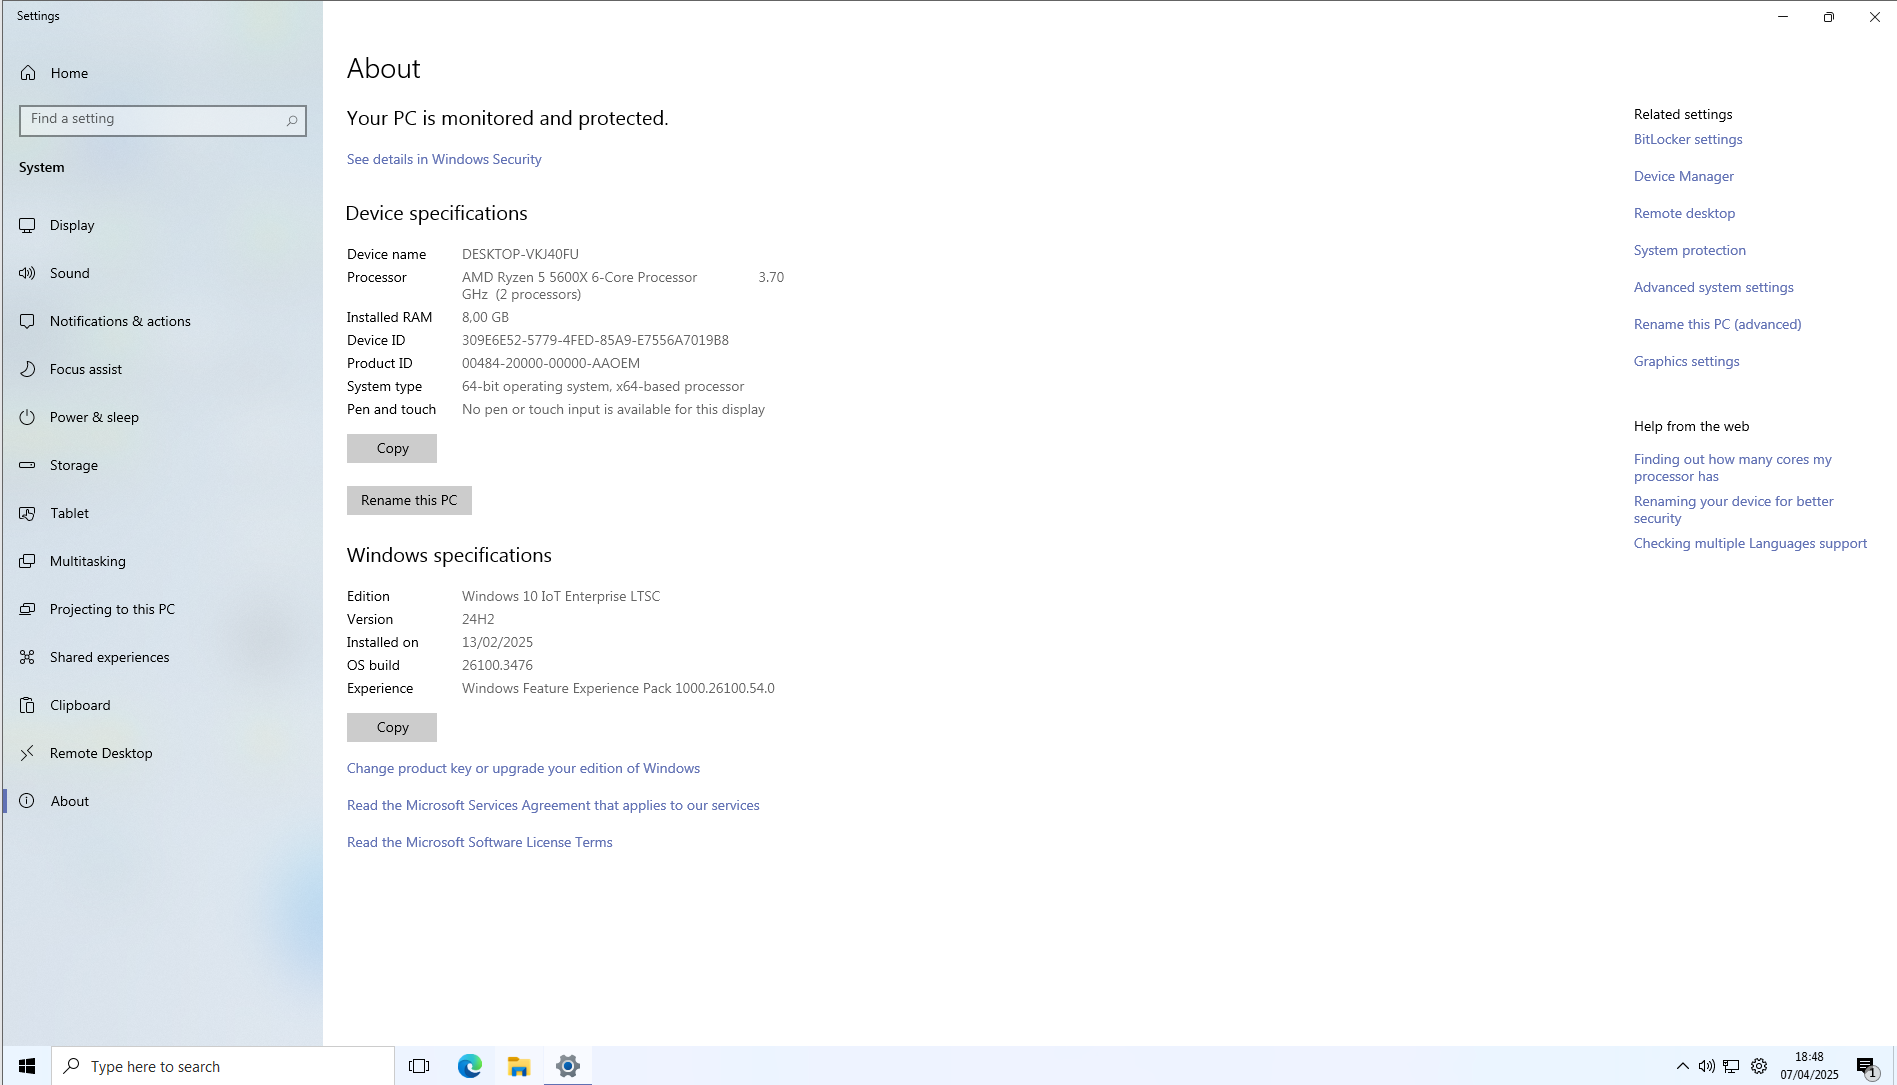 Settings
Home
Find a setting
System
Display
Sound
Notifications & actions
Focus assist
Power & sleep
Storage
Tablet
Multitasking
Projecting to this PC
Shared experiences
Clipboard
Remote Desktop
About
About
Your PC is monitored and protected.
See details in Windows Security
Device specifications
Device name DESKTOP-VKJ40FU
Processor AMD Ryzen 5 5600X 6-Core Processor 3.70
GHz (2 processors)
Installed RAM 8,00 GB
Device ID 309E6E52-5779-4FED-85A9-E7556A7019B8
Product ID 00484-20000-00000-AAOEM
System type 64-bit operating system, x64-based processor
Pen and touch No pen or touch input is available for this display
Copy
Rename this PC
Windows specifications
Edition Windows 10 IoT Enterprise LTSC
Version 24H2
Installed on 13/02/2025
OS build 26100.3476
Experience Windows Feature Experience Pack 1000.26100.54.0
Copy
Change product key or upgrade your edition of Windows
Read the Microsoft Services Agreement that applies to our services
Read the Microsoft Software License Terms
Related settings
BitLocker settings
Device Manager
Remote desktop
System protection
Advanced system settings
Rename this PC (advanced)
Graphics settings
Help from the web
Finding out how many cores my
processor has
Renaming your device for better
security
Checking multiple Languages support
Type here to search
18:48
07/04/2025
1